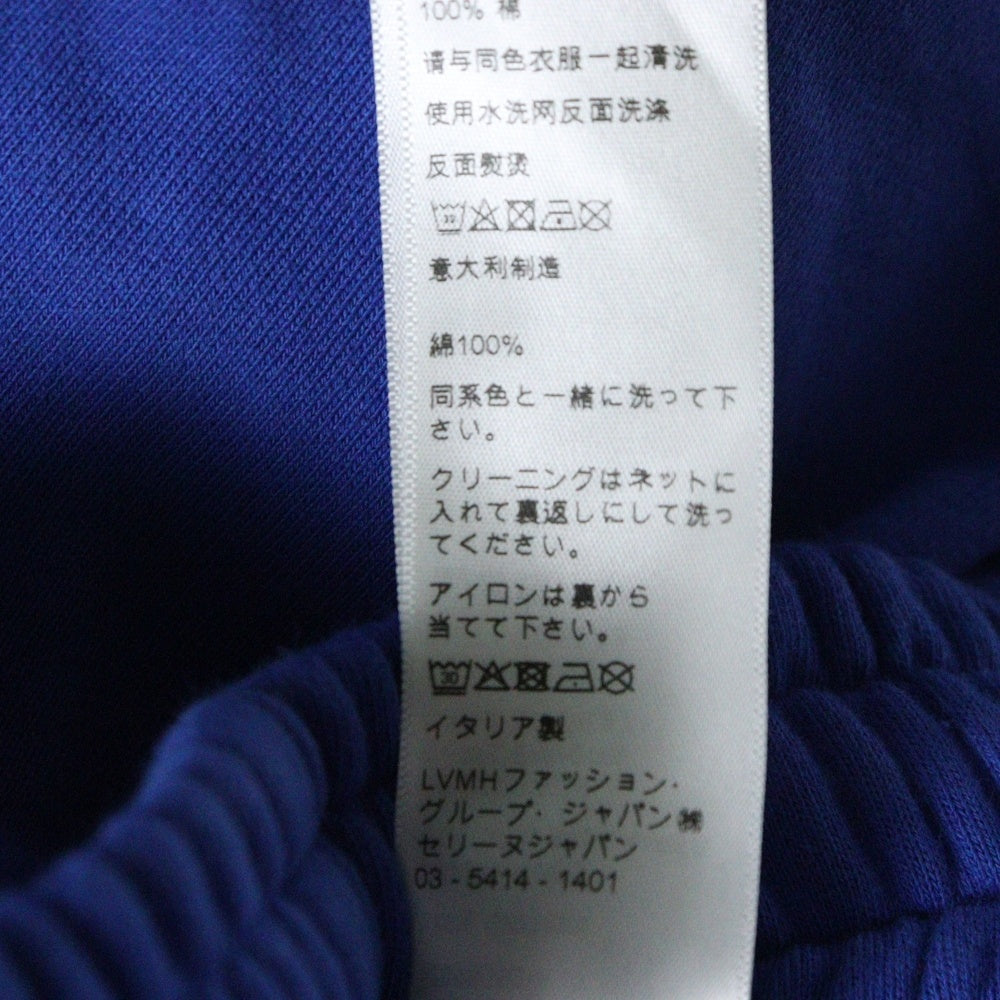 100% 棉
请与同色衣服一起清洗
使用水洗网反面洗涤
反面熨烫
意大利制造
綿100%
同系色と一緒に洗って下
さい。
クリーニングはネットに
入れて裏返しにして洗っ
てください。
アイロンは裏から
当てて下さい。
30
イタリア製
LVMHファッション・
グループ・ジャパン㈱
セリーヌジャパン
03 - 5414 - 1401